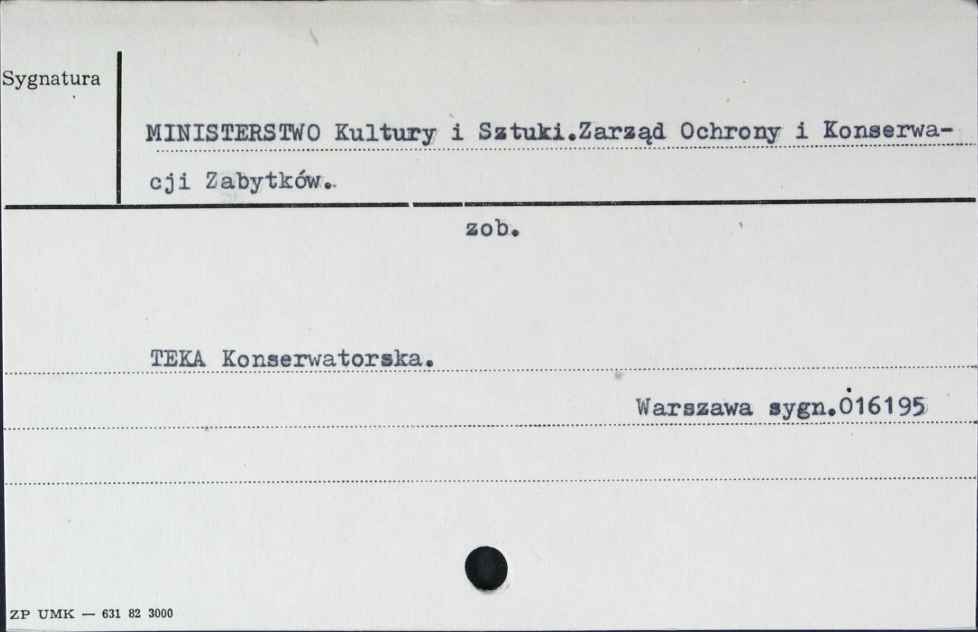 Sygnatura
MINISTERSTWO Kultury i Sztuki.Zarząd Ochrony i Konserwa-
cji Zabytków.
zob.
TEKA Konserwatorska.
Warszawa sygn.016195
ZP UMK — 631 82 3000